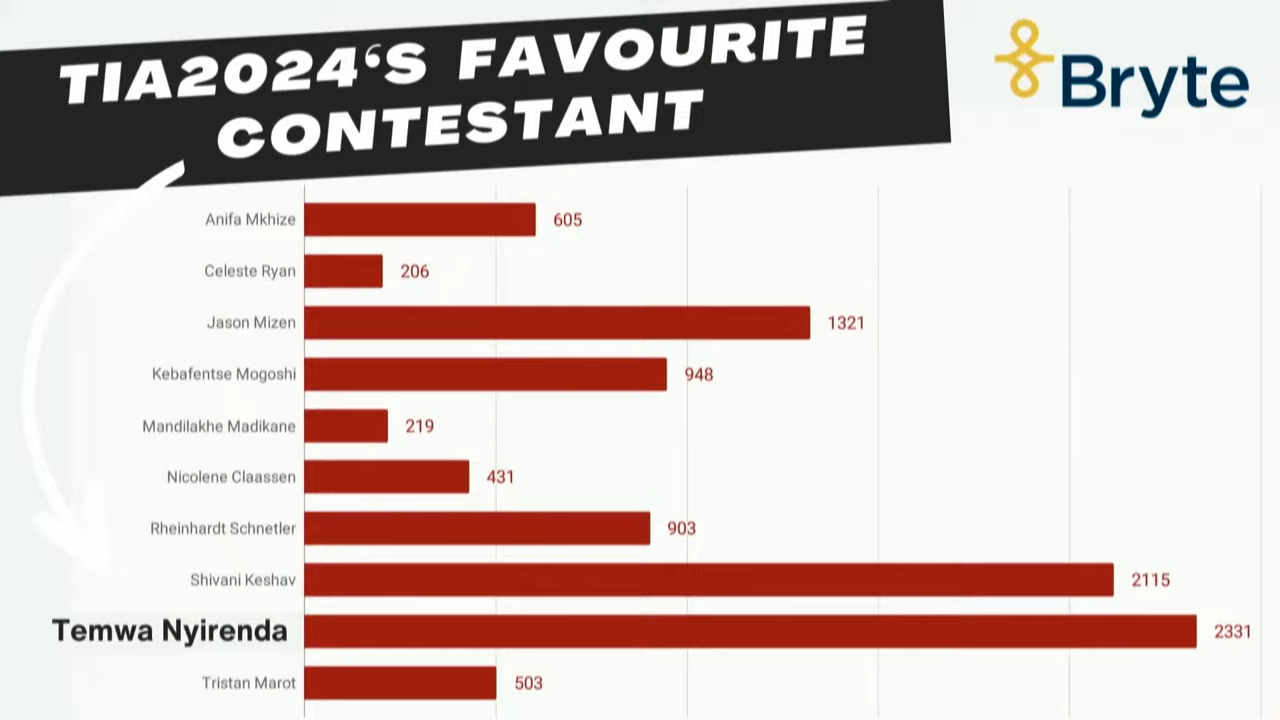 TIA2024‘S FAVOURITE
CONTESTANT
Bryte
Anifa Mkhize 605
Celeste Ryan 206
Jason Mizen 1321
Kebafentse Mogoshi 948
Mandilakhe Madikane 219
Nicolene Claassen 431
Rheinhardt Schnetler 903
Shivani Keshav 2115
Temwa Nyirenda 2331
Tristan Marot 503